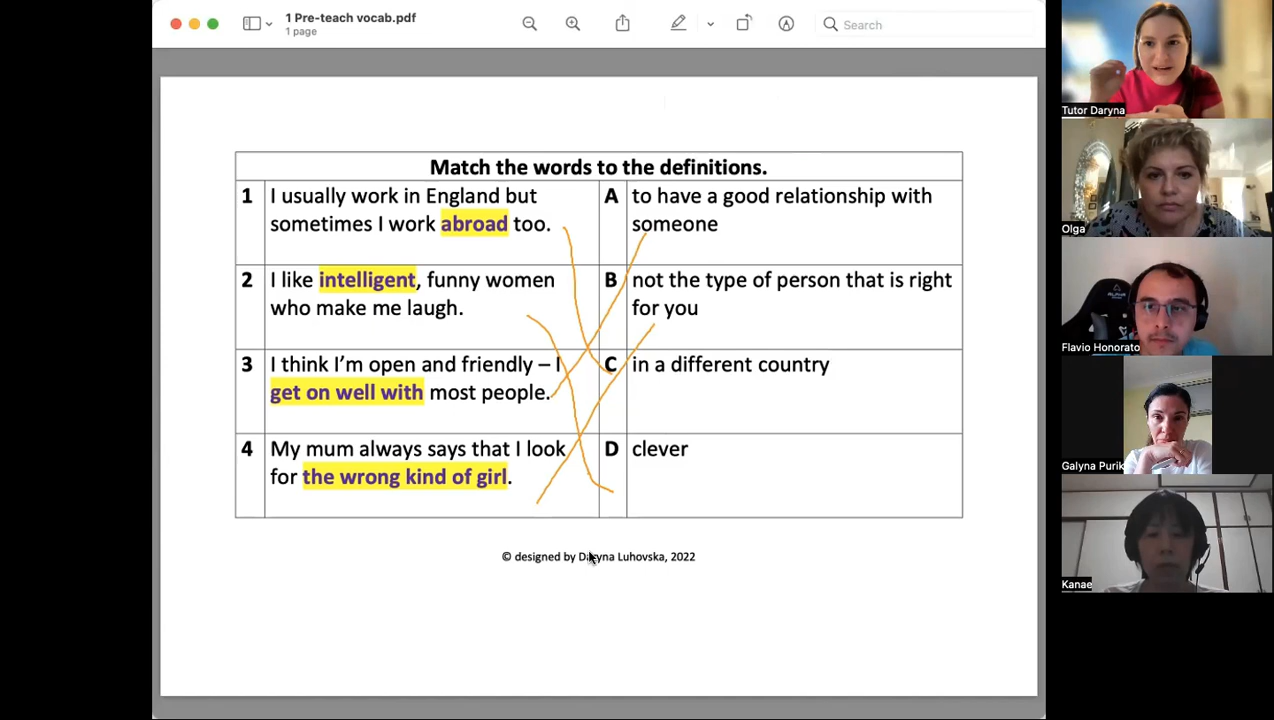 1 Pre-teach vocab.pdf
1 page
Search
Match the words to the definitions.
1 I usually work in England but
sometimes I work abroad too.
A to have a good relationship with
someone
2 I like intelligent, funny women
who make me laugh.
B not the type of person that is right
for you
3 I think I'm open and friendly – I
get on well with most people.
C in a different country
4 My mum always says that I look
for the wrong kind of girl.
D clever
© designed by Daryna Luhovska, 2022
Tutor Daryna
Olga
Flavio Honorato
Galyna Purik
Kanae